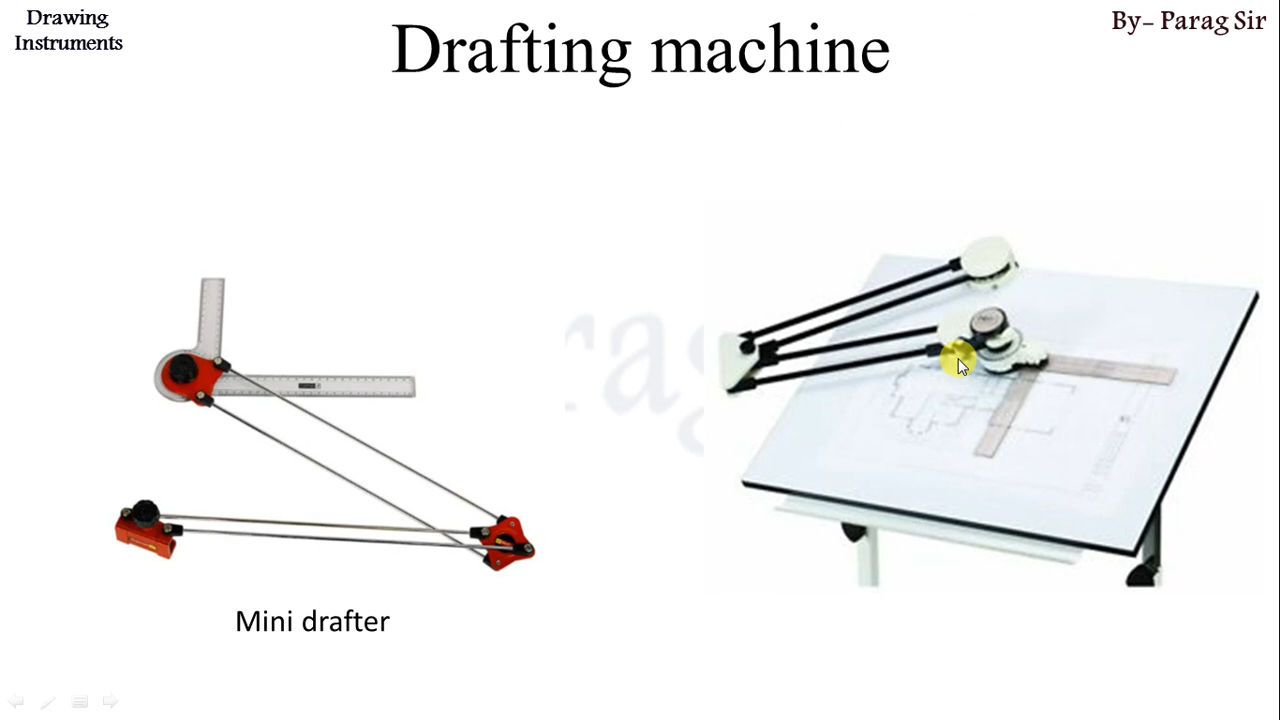 Drawing
Instruments
Drafting machine
By- Parag Sir
Mini drafter